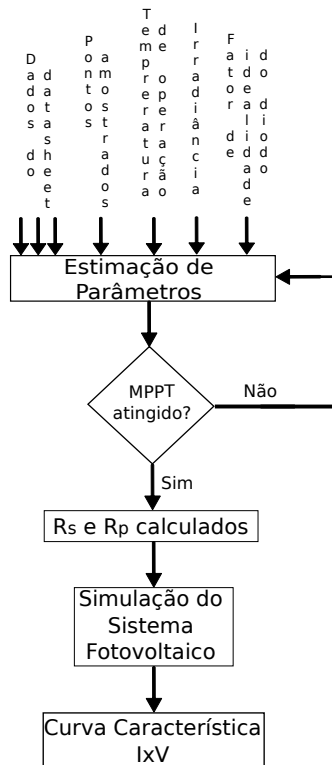 Dados do
datasheet
Pontos
amostrados
Tempreratura
de operação
Irradiância
Fator de
idealidade
do diodo
Estimação de
Parâmetros
MPPT
atingido?
Não
Sim
Rs e Rp calculados
Simulação do
Sistema
Fotovoltaico
Curva Característica
IxV